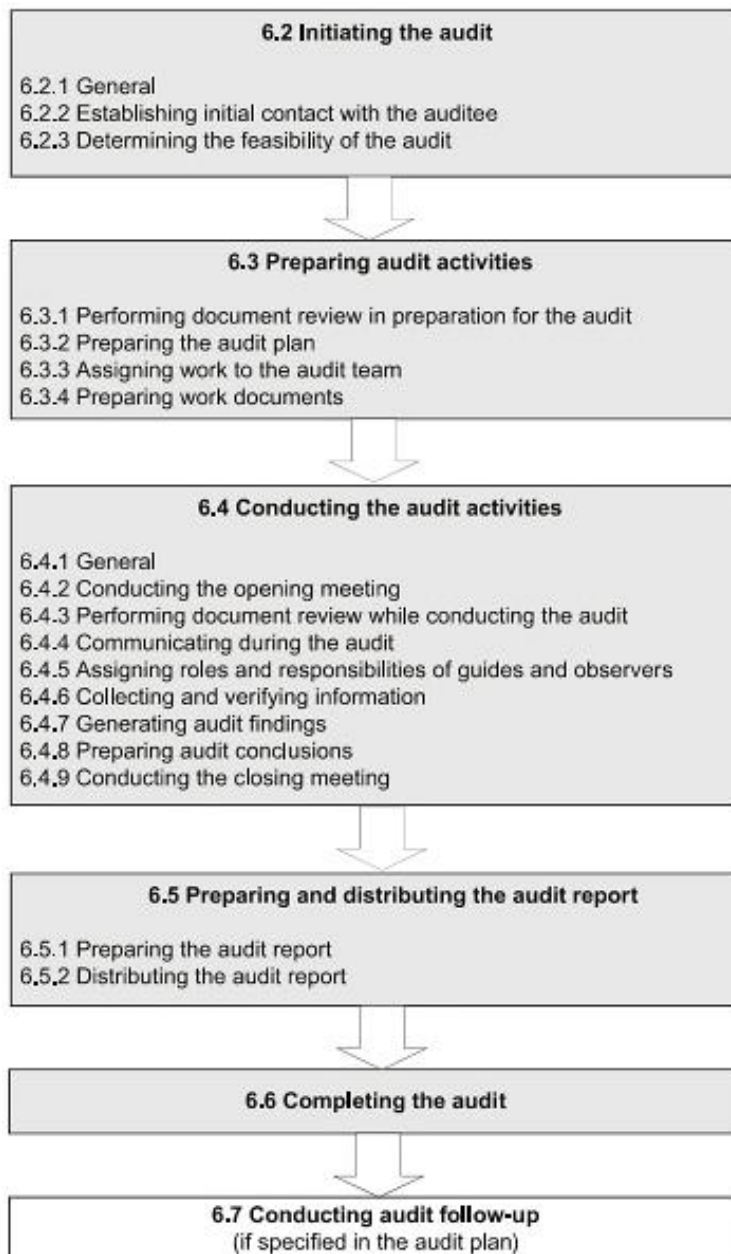 6.2 Initiating the audit
6.2.1 General
6.2.2 Establishing initial contact with the auditee
6.2.3 Determining the feasibility of the audit
6.3 Preparing audit activities
6.3.1 Performing document review in preparation for the audit
6.3.2 Preparing the audit plan
6.3.3 Assigning work to the audit team
6.3.4 Preparing work documents
6.4 Conducting the audit activities
6.4.1 General
6.4.2 Conducting the opening meeting
6.4.3 Performing document review while conducting the audit
6.4.4 Communicating during the audit
6.4.5 Assigning roles and responsibilities of guides and observers
6.4.6 Collecting and verifying information
6.4.7 Generating audit findings
6.4.8 Preparing audit conclusions
6.4.9 Conducting the closing meeting
6.5 Preparing and distributing the audit report
6.5.1 Preparing the audit report
6.5.2 Distributing the audit report
6.6 Completing the audit
6.7 Conducting audit follow-up
(if specified in the audit plan)